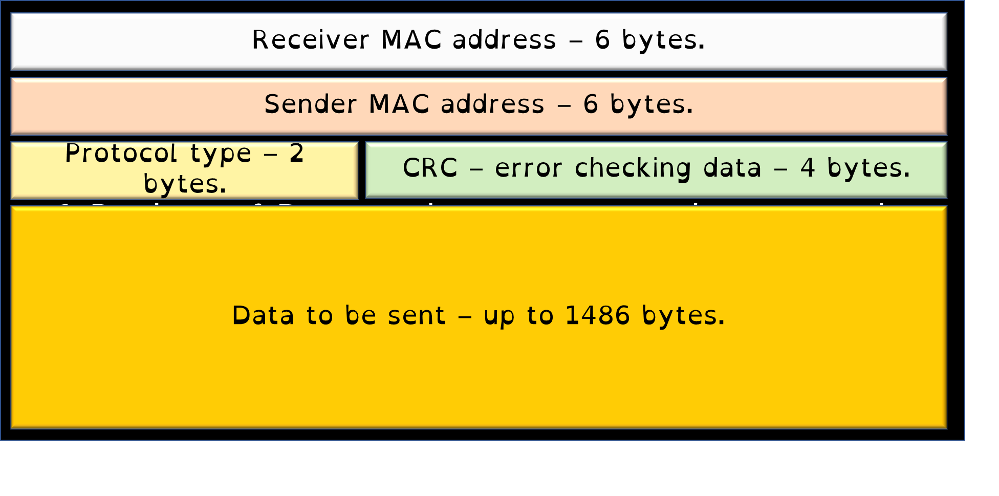 Receiver MAC address – 6 bytes.
Sender MAC address – 6 bytes.
Protocol type – 2
bytes.
CRC – error checking data – 4 bytes.
Data to be sent – up to 1486 bytes.